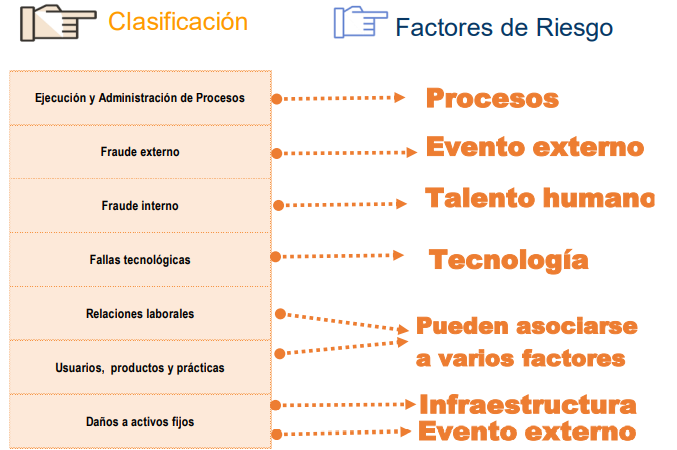 Clasificación
Factores de Riesgo
Ejecución y Administración de Procesos
Procesos
Fraude externo
Evento externo
Fraude interno
Talento humano
Fallas tecnológicas
Tecnología
Relaciones laborales
Usuarios, productos y prácticas
Pueden asociarse
a varios factores
Daños a activos fijos
Infraestructura
Evento externo